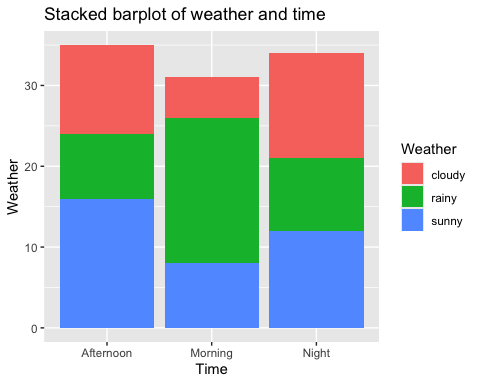 Stacked barplot of weather and time
Weather
30
20
10
0
Afternoon Morning Night
Time
Weather
cloudy
rainy
sunny